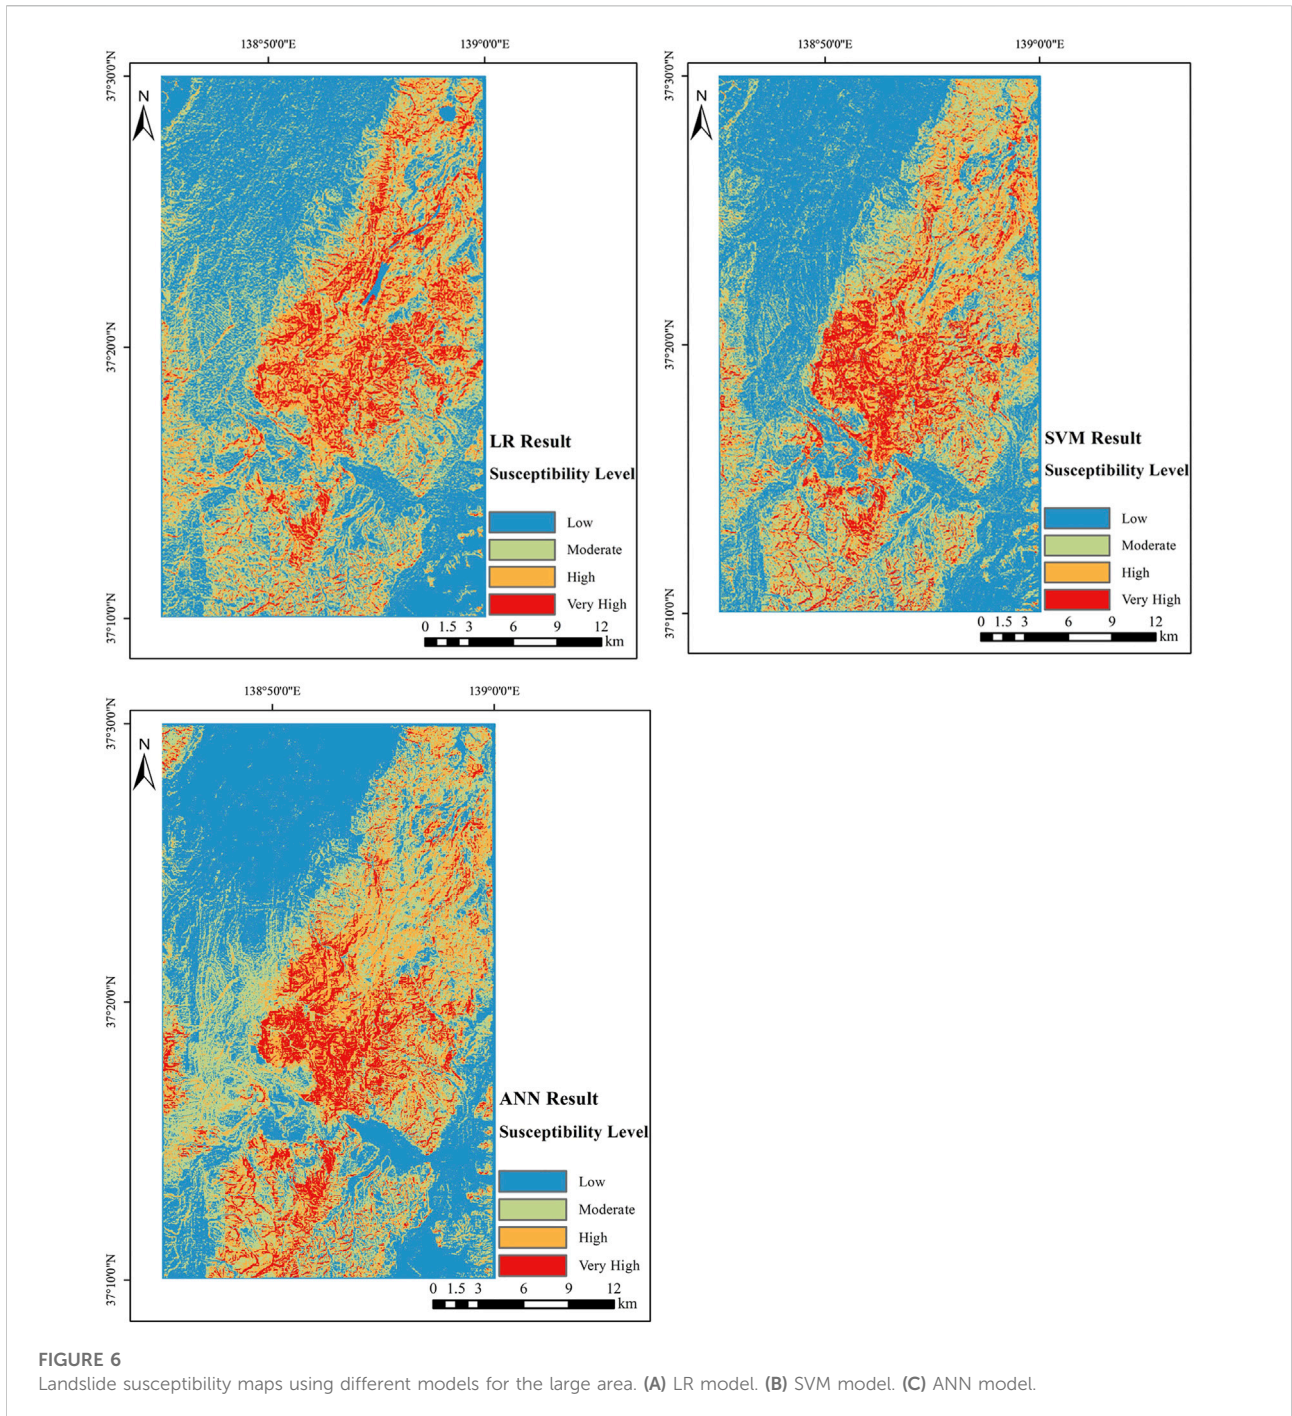 138°50'0"E
139°0'0"E
37°30'0"N
N
37°20'0"N
37°10'0"N
LR Result
Susceptibility Level
Low
Moderate
High
Very High
0 1.5 3 6 9 12
km
138°50'0"E
139°0'0"E
37°30'0"N
N
37°20'0"N
37°10'0"N
SVM Result
Susceptibility Level
Low
Moderate
High
Very High
0 1.5 3 6 9 12
km
138°50'0"E
139°0'0"E
37°30'0"N
N
37°20'0"N
37°10'0"N
ANN Result
Susceptibility Level
Low
Moderate
High
Very High
0 1.5 3 6 9 12
km
FIGURE 6
Landslide susceptibility maps using different models for the large area. (A) LR model. (B) SVM model. (C) ANN model.